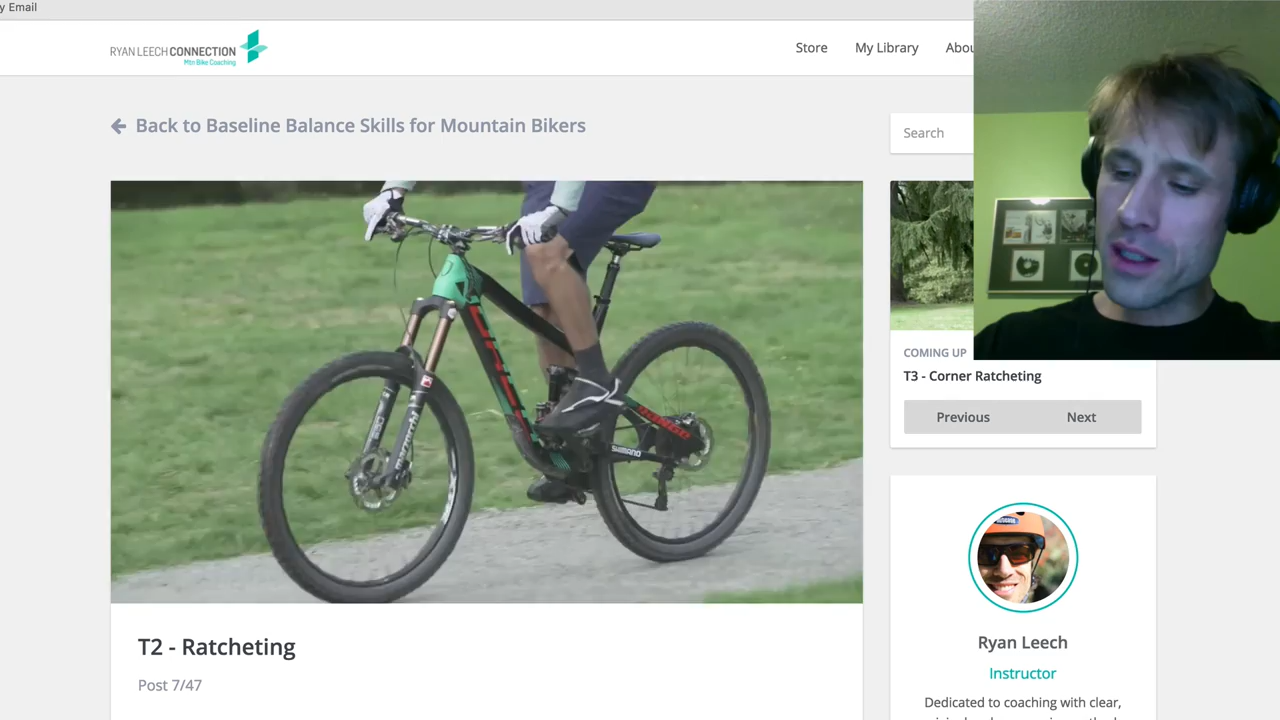 y Email
RYAN LEECH CONNECTION
Mtn Bike Coaching
Store
My Library
Abou
Back to Baseline Balance Skills for Mountain Bikers
Search
SHIMANO
COMING UP
T3 - Corner Ratcheting
Previous
Next
T2 - Ratcheting
Post 7/47
Ryan Leech
Instructor
Dedicated to coaching with clear,